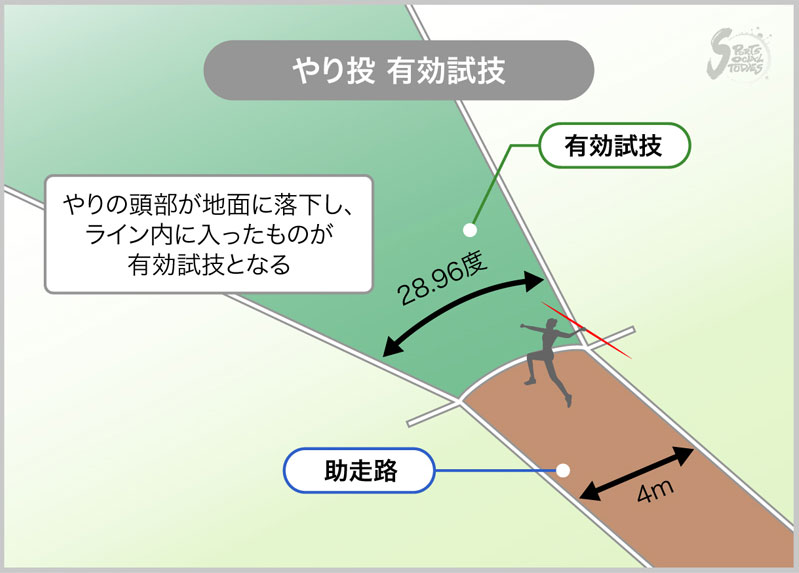 やり投 有効試技
SPORTS
SOCIAL
STUDIES
有効試技
やりの頭部が地面に落下し、
ライン内に入ったものが
有効試技となる
28.96度
助走路
4m